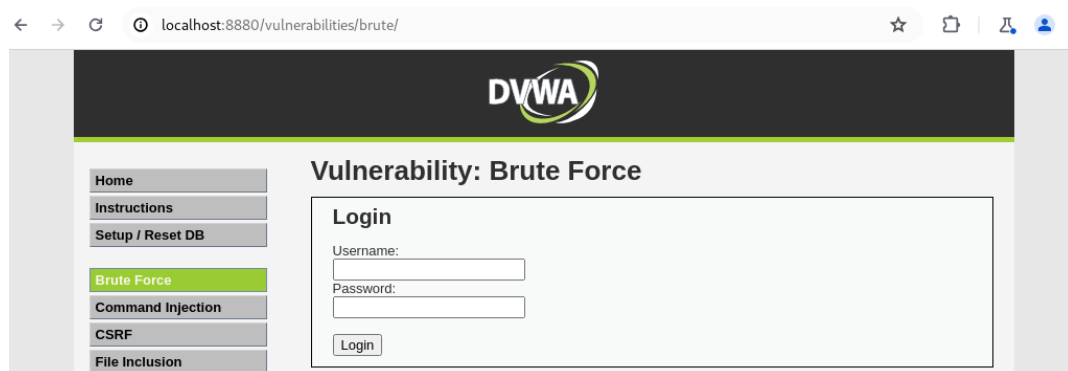 localhost:8880/vulnerabilities/brute/
DVWA
Vulnerability: Brute Force
Home
Instructions
Setup / Reset DB
Brute Force
Command Injection
CSRF
File Inclusion
Login
Username:
Password:
Login